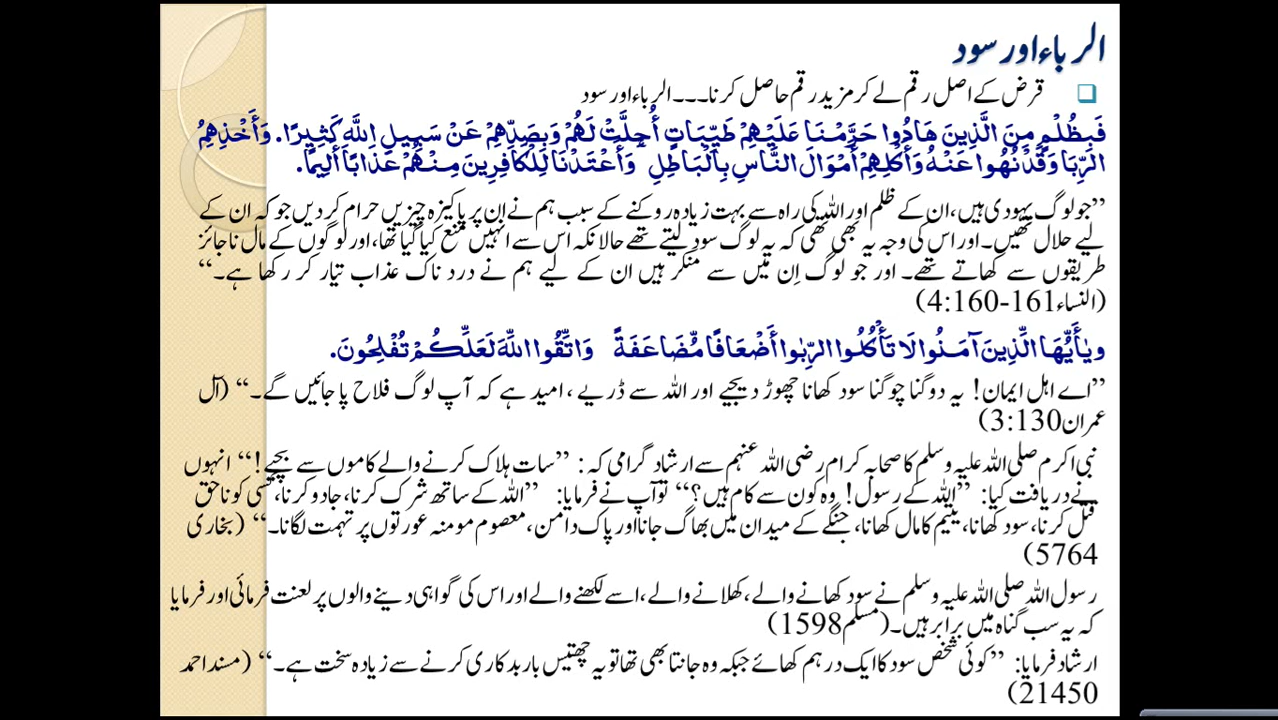 الرباء اور سود
قرض کے اصل رقم لے کر مزید رقم حاصل کرنا۔۔۔الرباء اور سود
فَبِظُلْمٍ مِنَ الَّذِينَ هَادُوا حَرَّمْنَا عَلَيْهِمْ طَيِّبَاتٍ أُحِلَّتْ لَهُمْ وَبِصَدِّهِمْ عَنْ سَبِيلِ اللَّهِ كَثِيرًا. وَأَخْذِهِمُ
الرِّبَا وَقَدْ نُهُوا عَنْهُ وَأَكْلِهِمْ أَمْوَالَ النَّاسِ بِالْبَاطِلِ ۚ وَأَعْتَدْنَا لِلْكَافِرِينَ مِنْهُمْ عَذَابًا أَلِيمًا.
’’جو لوگ یہودی ہیں، ان کے ظلم اور اللہ کی راہ سے بہت زیادہ روکنے کے سبب ہم نے ان پر پاکیزہ چیزیں حرام کر دیں جو کہ ان کے
لیے حلال تھیں۔ اور اس کی وجہ یہ بھی تھی کہ یہ لوگ سود لیتے تھے حالانکہ اس سے انہیں منع کیا گیا تھا، اور لوگوں کے مال ناجائز
طریقوں سے کھاتے تھے۔ اور جو لوگ اِن میں سے منکر ہیں ان کے لیے ہم نے درد ناک عذاب تیار کر رکھا ہے۔‘‘
(النساء 161-4:160)
ويٰأَيُّهَا الَّذِينَ آمَنُوا لَا تَأْكُلُوا الرِّبٰوا أَضْعَافًا مُّضَاعَفَةً وَاتَّقُوا اللَّهَ لَعَلَّكُمْ تُفْلِحُونَ.
’’اے اہل ایمان! یہ دوگنا چوگنا سود کھانا چھوڑ دیجیے اور اللہ سے ڈریے، امید ہے کہ آپ لوگ فلاح پا جائیں گے۔‘‘ (آل
عمران 3:130)
نبی اکرم صلی اللہ علیہ وسلم کا صحابہ کرام رضی اللہ عنہم سے ارشاد گرامی کہ: ’’سات ہلاک کرنے والے کاموں سے بچیے!‘‘ انہوں
نے دریافت کیا: ’’اللہ کے رسول! وہ کون سے کام ہیں؟‘‘ تو آپ نے فرمایا: ’’اللہ کے ساتھ شرک کرنا، جادو کرنا، کسی کو ناحق
قتل کرنا، سود کھانا، یتیم کا مال کھانا، جنگ کے میدان میں بھاگ جانا اور پاک دامن، معصوم مومنہ عورتوں پر تہمت لگانا۔‘‘ (بخاری
5764)
رسول اللہ صلی اللہ علیہ وسلم نے سود کھانے والے، کھلانے والے، اسے لکھنے والے اور اس کی گواہی دینے والوں پر لعنت فرمائی اور فرمایا
کہ یہ سب گناہ میں برابر ہیں۔ (مسلم 1598)
ارشاد فرمایا: ’’کوئی شخص سود کا ایک درہم کھائے جبکہ وہ جانتا بھی تھا تو یہ چھتیس بار بدکاری کرنے سے زیادہ سخت ہے۔‘‘ (مسند احمد
21450)